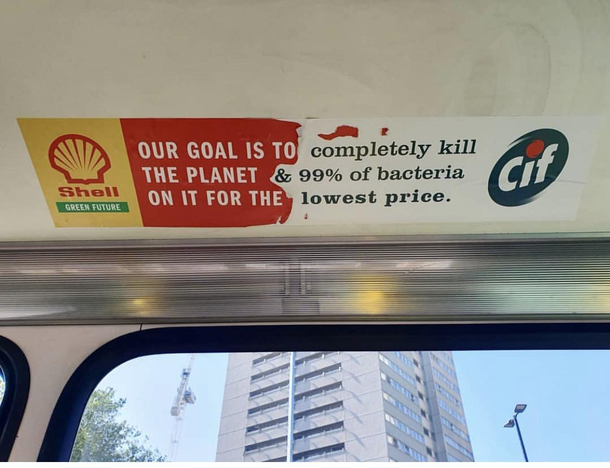 Shell
GREEN FUTURE
OUR GOAL IS TO completely kill
THE PLANET & 99% of bacteria
ON IT FOR THE lowest price.
Cif